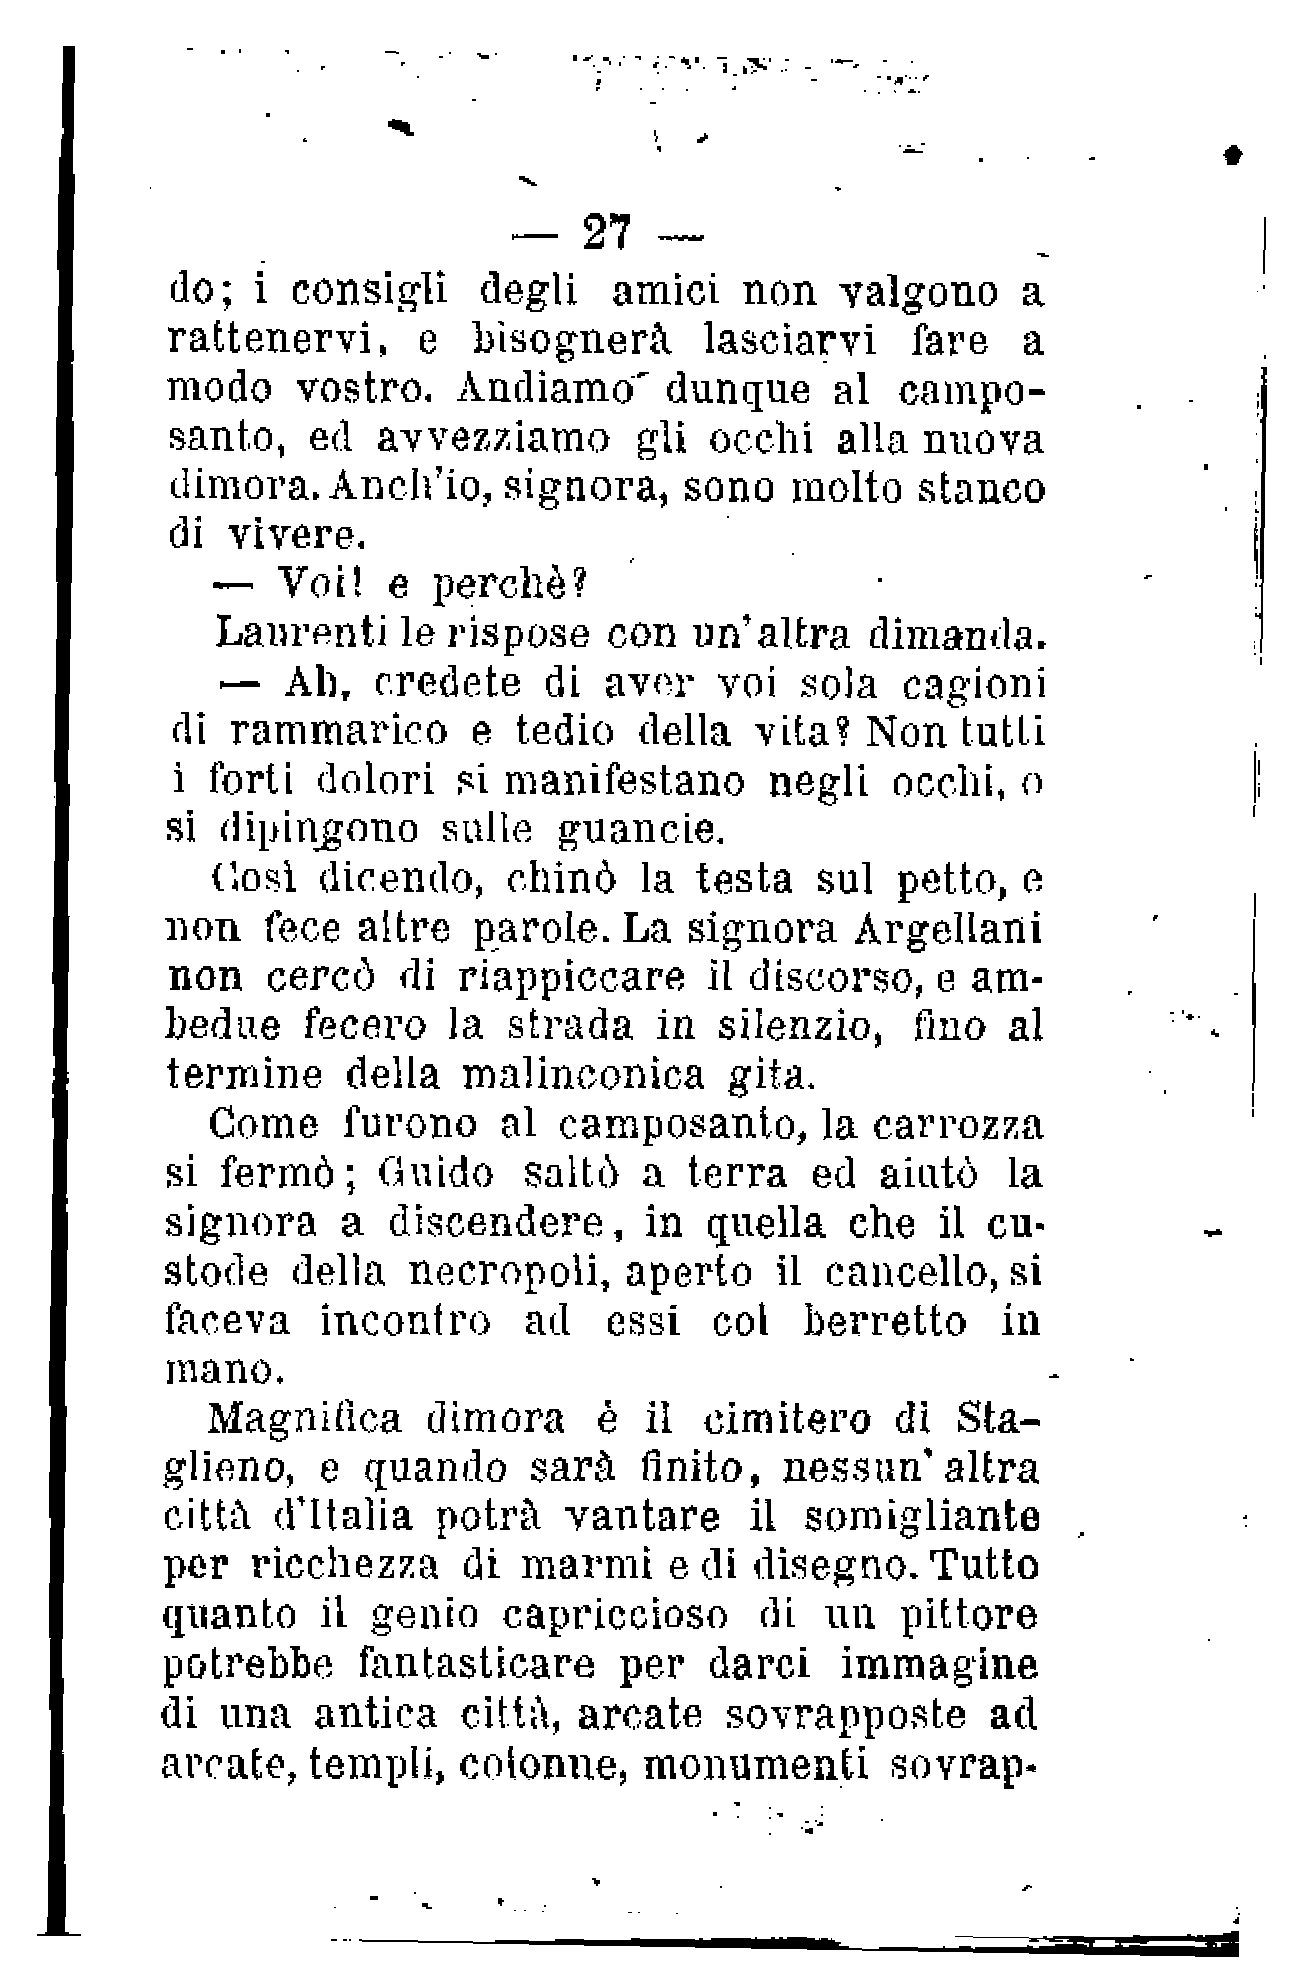 — 27 —
do; i consigli degli amici non valgono a
rattenervi, e bisognerà lasciarvi fare a
modo vostro. Andiamo dunque al campo-
santo, ed avvezziamo gli occhi alla nuova
dimora. Anch'io, signora, sono molto stanco
di vivere.
— Voi! e perchè?
Laurenti le rispose con un'altra dimanda.
— Ah, credete di aver voi sola cagioni
di rammarico e tedio della vita? Non tutti
i forti dolori si manifestano negli occhi, o
si dipingono sulle guancie.
Così dicendo, chinò la testa sul petto, e
non fece altre parole. La signora Argellani
non cercò di riappiccare il discorso, e am-
bedue fecero la strada in silenzio, fino al
termine della malinconica gita.
Come furono al camposanto, la carrozza
si fermò; Guido saltò a terra ed aiutò la
signora a discendere, in quella che il cu-
stode della necropoli, aperto il cancello, si
faceva incontro ad essi col berretto in
mano.
Magnifica dimora è il cimitero di Sta-
glieno, e quando sarà finito, nessun' altra
città d'Italia potrà vantare il somigliante
per ricchezza di marmi e di disegno. Tutto
quanto il genio capriccioso di un pittore
potrebbe fantasticare per darci immagine
di una antica città, arcate sovrapposte ad
arcate, templi, colonne, monumenti sovrap-